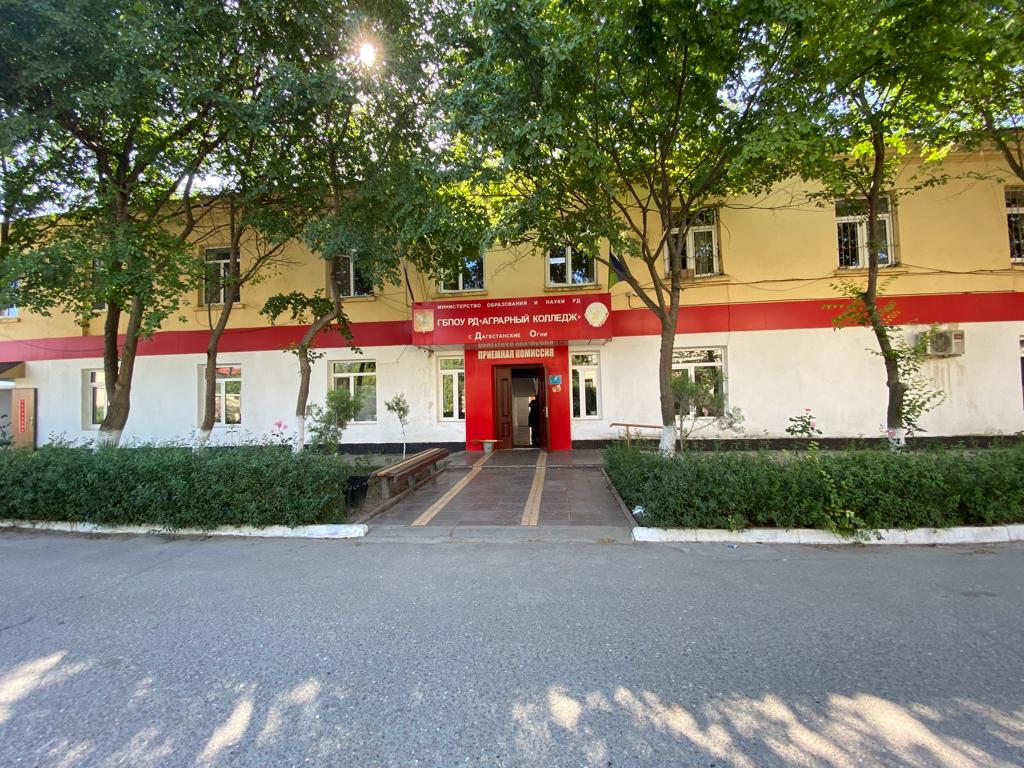 МИНИСТЕРСТВО ОБРАЗОВАНИЯ И НАУКИ РД
ГБПОУ РД «АГРАРНЫЙ КОЛЛЕДЖ»
г. Дагестанские Огни
ПРИЕМНАЯ КОМИССИЯ